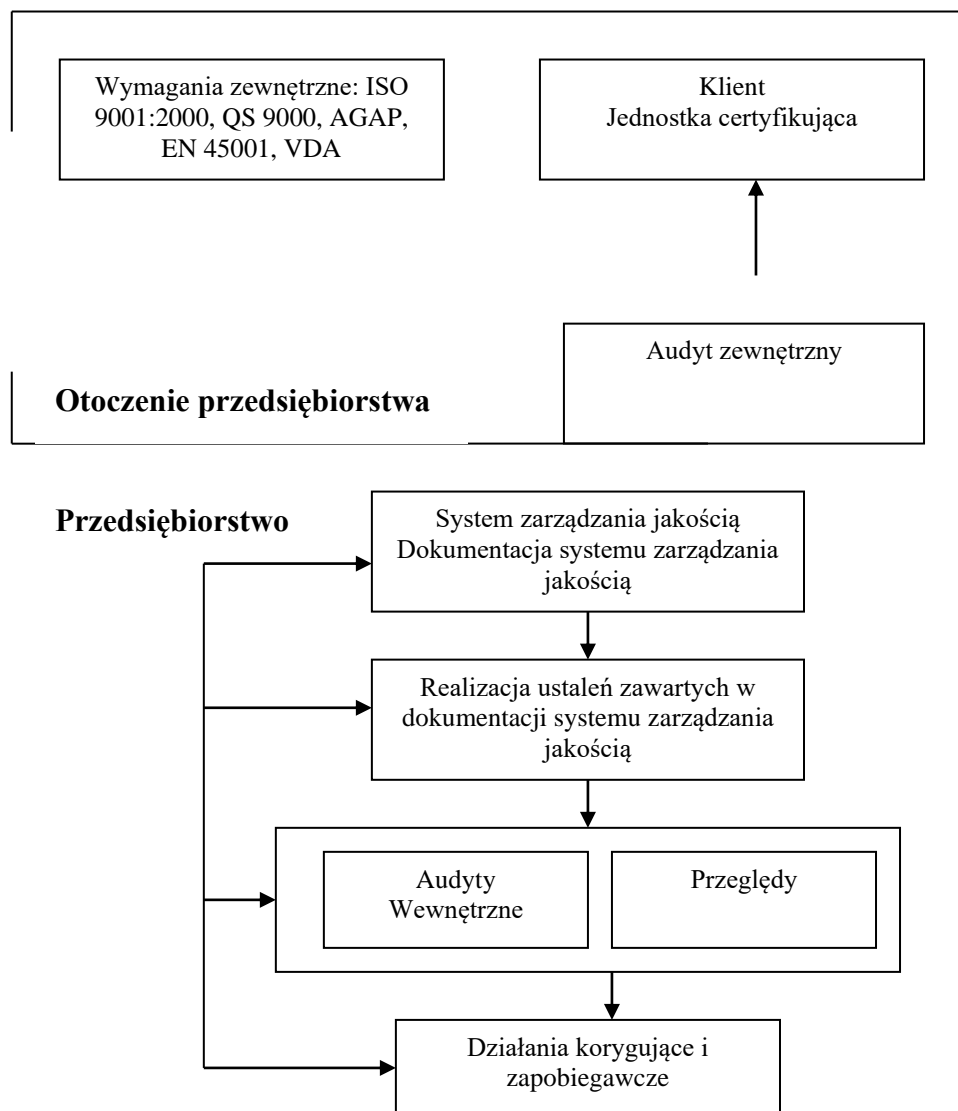 Wymagania zewnętrzne: ISO
9001:2000, QS 9000, AGAP,
EN 45001, VDA
Klient
Jednostka certyfikująca
Audyt zewnętrzny
Otoczenie przedsiębiorstwa
Przedsiębiorstwo
System zarządzania jakością
Dokumentacja systemu zarządzania
jakością
Realizacja ustaleń zawartych w
dokumentacji systemu zarządzania
jakością
Audyty
Wewnętrzne
Przeględy
Działania korygujące i
zapobiegawcze